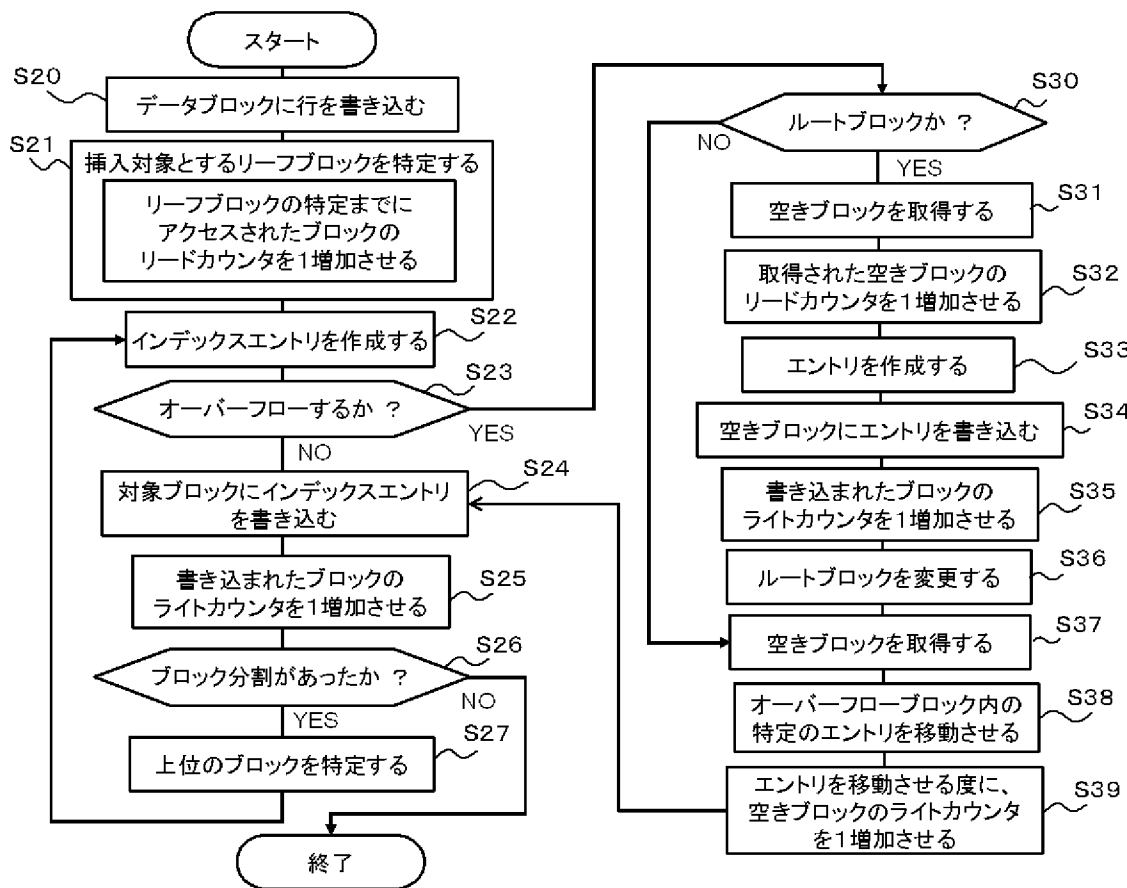 スタート
S20
データブロックに行を書き込む
S21
挿入対象とするリーフブロックを特定する
リーフブロックの特定までに
アクセスされたブロックの
リードカウンタを1増加させる
S22
インデックスエントリを作成する
S23
オーバーフローするか ?
YES
NO
S24
対象ブロックにインデックスエントリ
を書き込む
S25
書き込まれたブロックの
ライトカウンタを1増加させる
S26
ブロック分割があったか ?
NO
YES
S27
上位のブロックを特定する
終了
S30
ルートブロックか ?
NO
YES
S31
空きブロックを取得する
S32
取得された空きブロックの
リードカウンタを1増加させる
S33
エントリを作成する
S34
空きブロックにエントリを書き込む
S35
書き込まれたブロックの
ライトカウンタを1増加させる
S36
ルートブロックを変更する
S37
空きブロックを取得する
S38
オーバーフローブロック内の
特定のエントリを移動させる
S39
エントリを移動させる度に、
空きブロックのライトカウンタ
を1増加させる